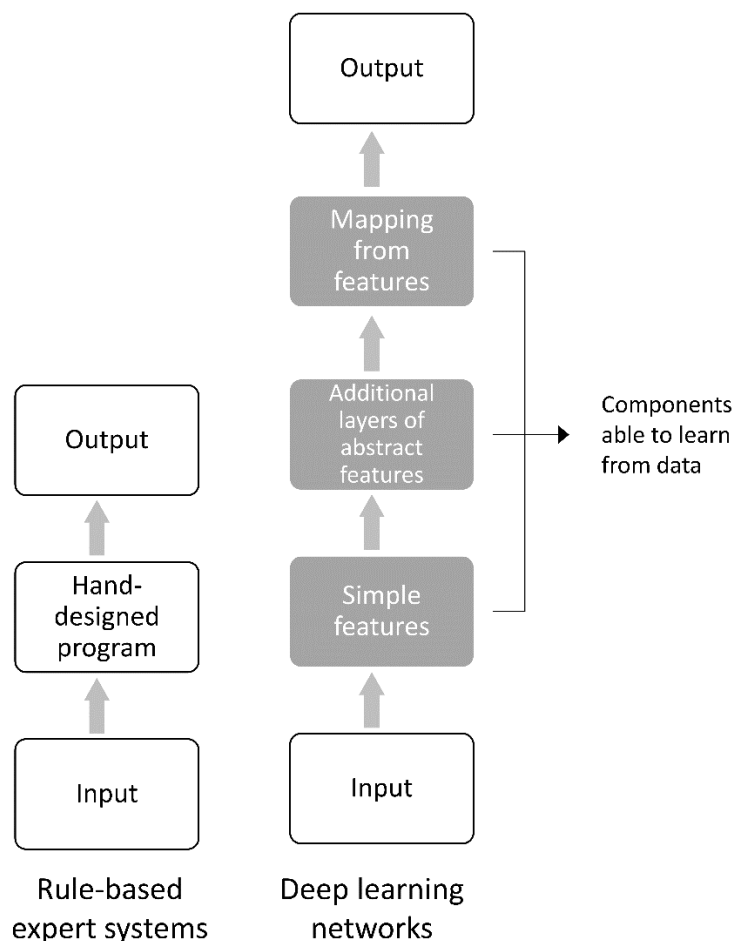 Output
Mapping
from
features
Additional
layers of
abstract
features
Simple
features
Input
Deep learning
networks
Output
Hand-
designed
program
Input
Rule-based
expert systems
Components
able to learn
from data